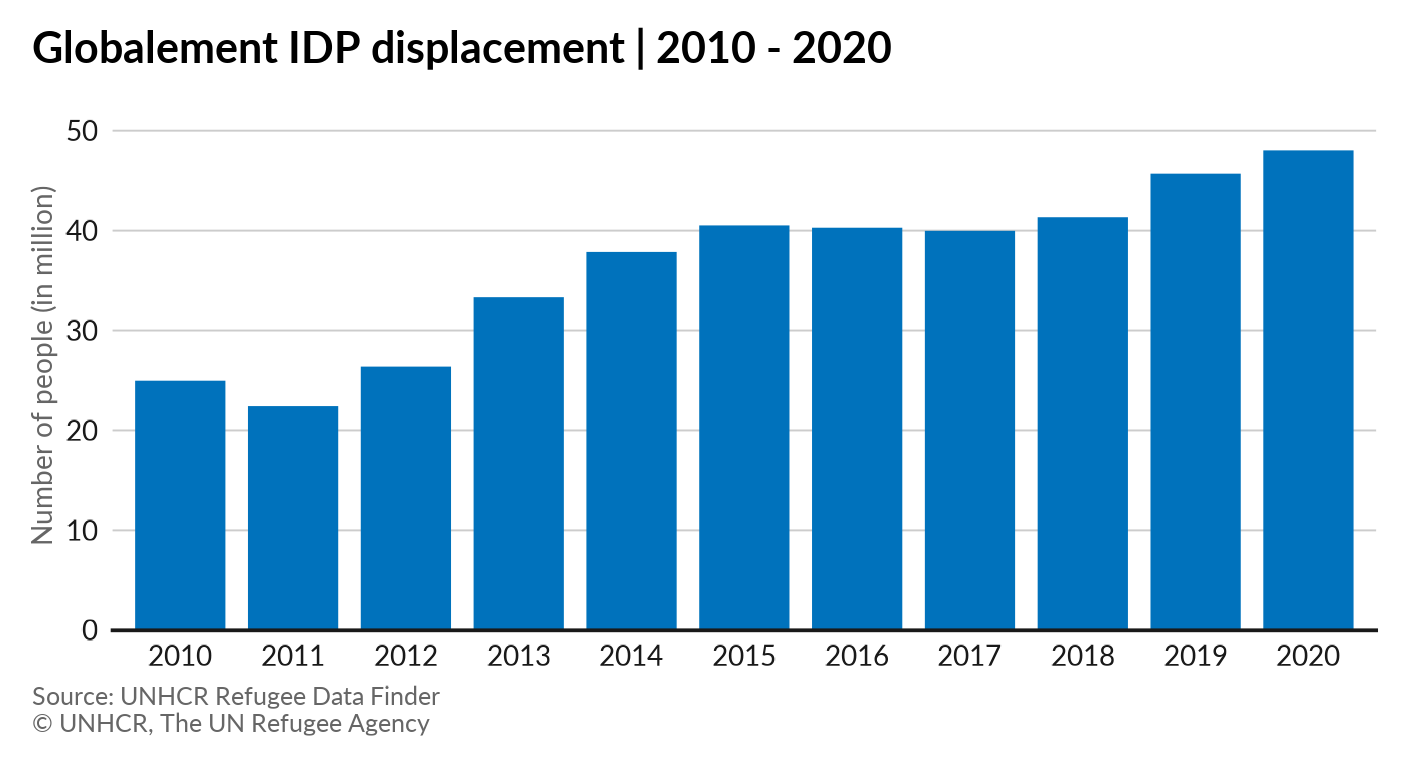 Globalement IDP displacement | 2010 - 2020
Number of people (in million)
50
40
30
20
10
0
2010 2011 2012 2013 2014 2015 2016 2017 2018 2019 2020
Source: UNHCR Refugee Data Finder
© UNHCR, The UN Refugee Agency